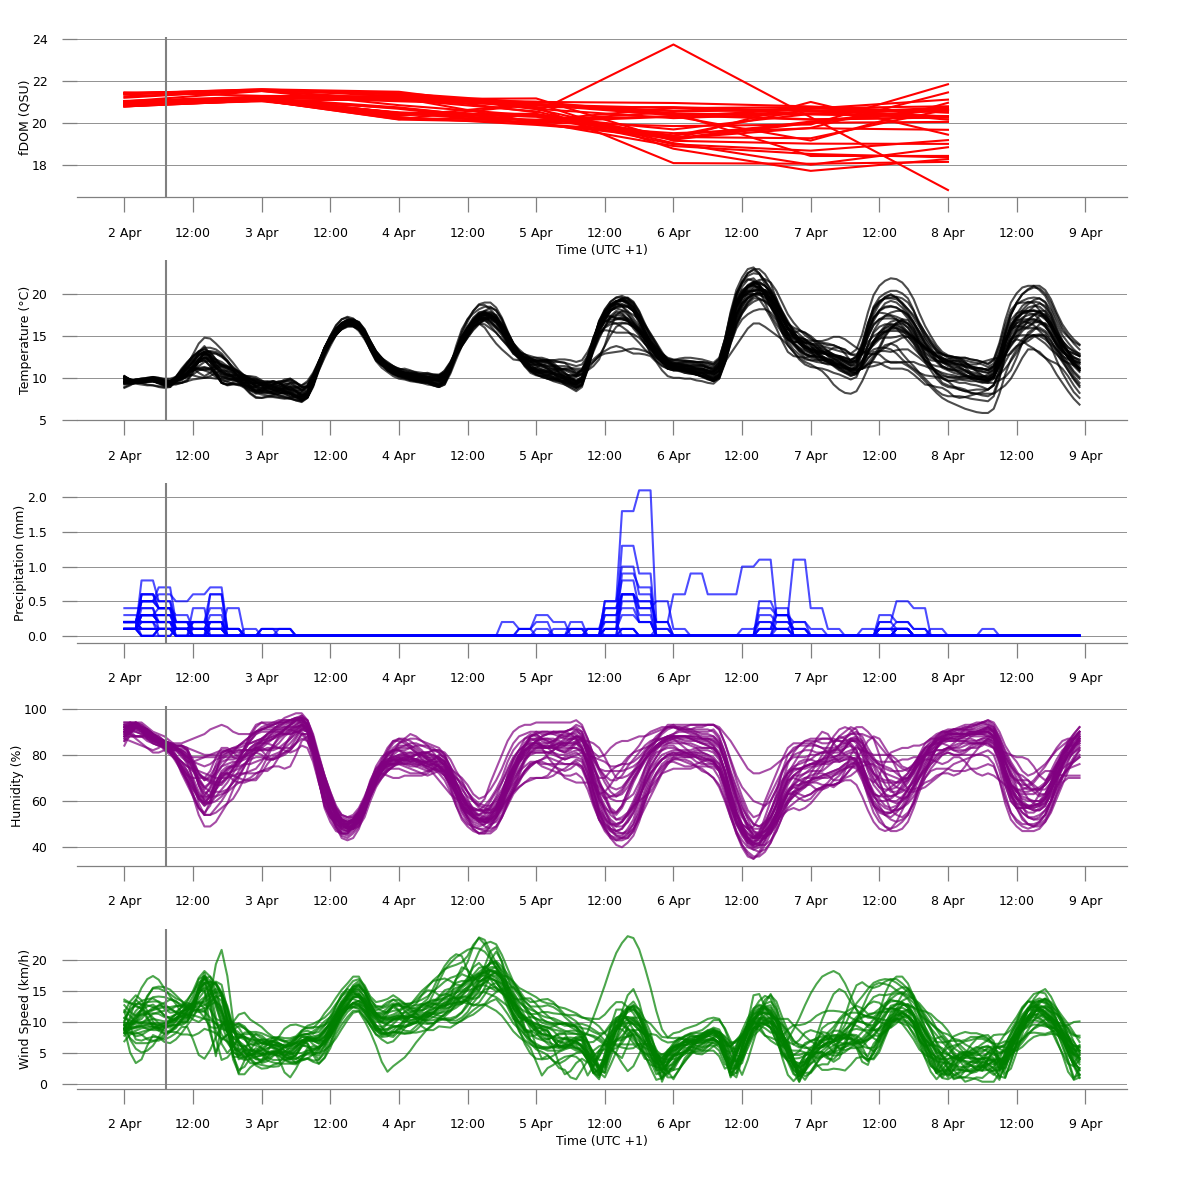 fDOM (QSU)
24
22
20
18
2 Apr 12:00 3 Apr 12:00 4 Apr 12:00 5 Apr 12:00 6 Apr 12:00 7 Apr 12:00 8 Apr 12:00 9 Apr
Time (UTC +1)
Temperature (°C)
20
15
10
5
2 Apr 12:00 3 Apr 12:00 4 Apr 12:00 5 Apr 12:00 6 Apr 12:00 7 Apr 12:00 8 Apr 12:00 9 Apr
Precipitation (mm)
2.0
1.5
1.0
0.5
0.0
2 Apr 12:00 3 Apr 12:00 4 Apr 12:00 5 Apr 12:00 6 Apr 12:00 7 Apr 12:00 8 Apr 12:00 9 Apr
Humidity (%)
100
80
60
40
2 Apr 12:00 3 Apr 12:00 4 Apr 12:00 5 Apr 12:00 6 Apr 12:00 7 Apr 12:00 8 Apr 12:00 9 Apr
Wind Speed (km/h)
20
15
10
5
0
2 Apr 12:00 3 Apr 12:00 4 Apr 12:00 5 Apr 12:00 6 Apr 12:00 7 Apr 12:00 8 Apr 12:00 9 Apr
Time (UTC +1)